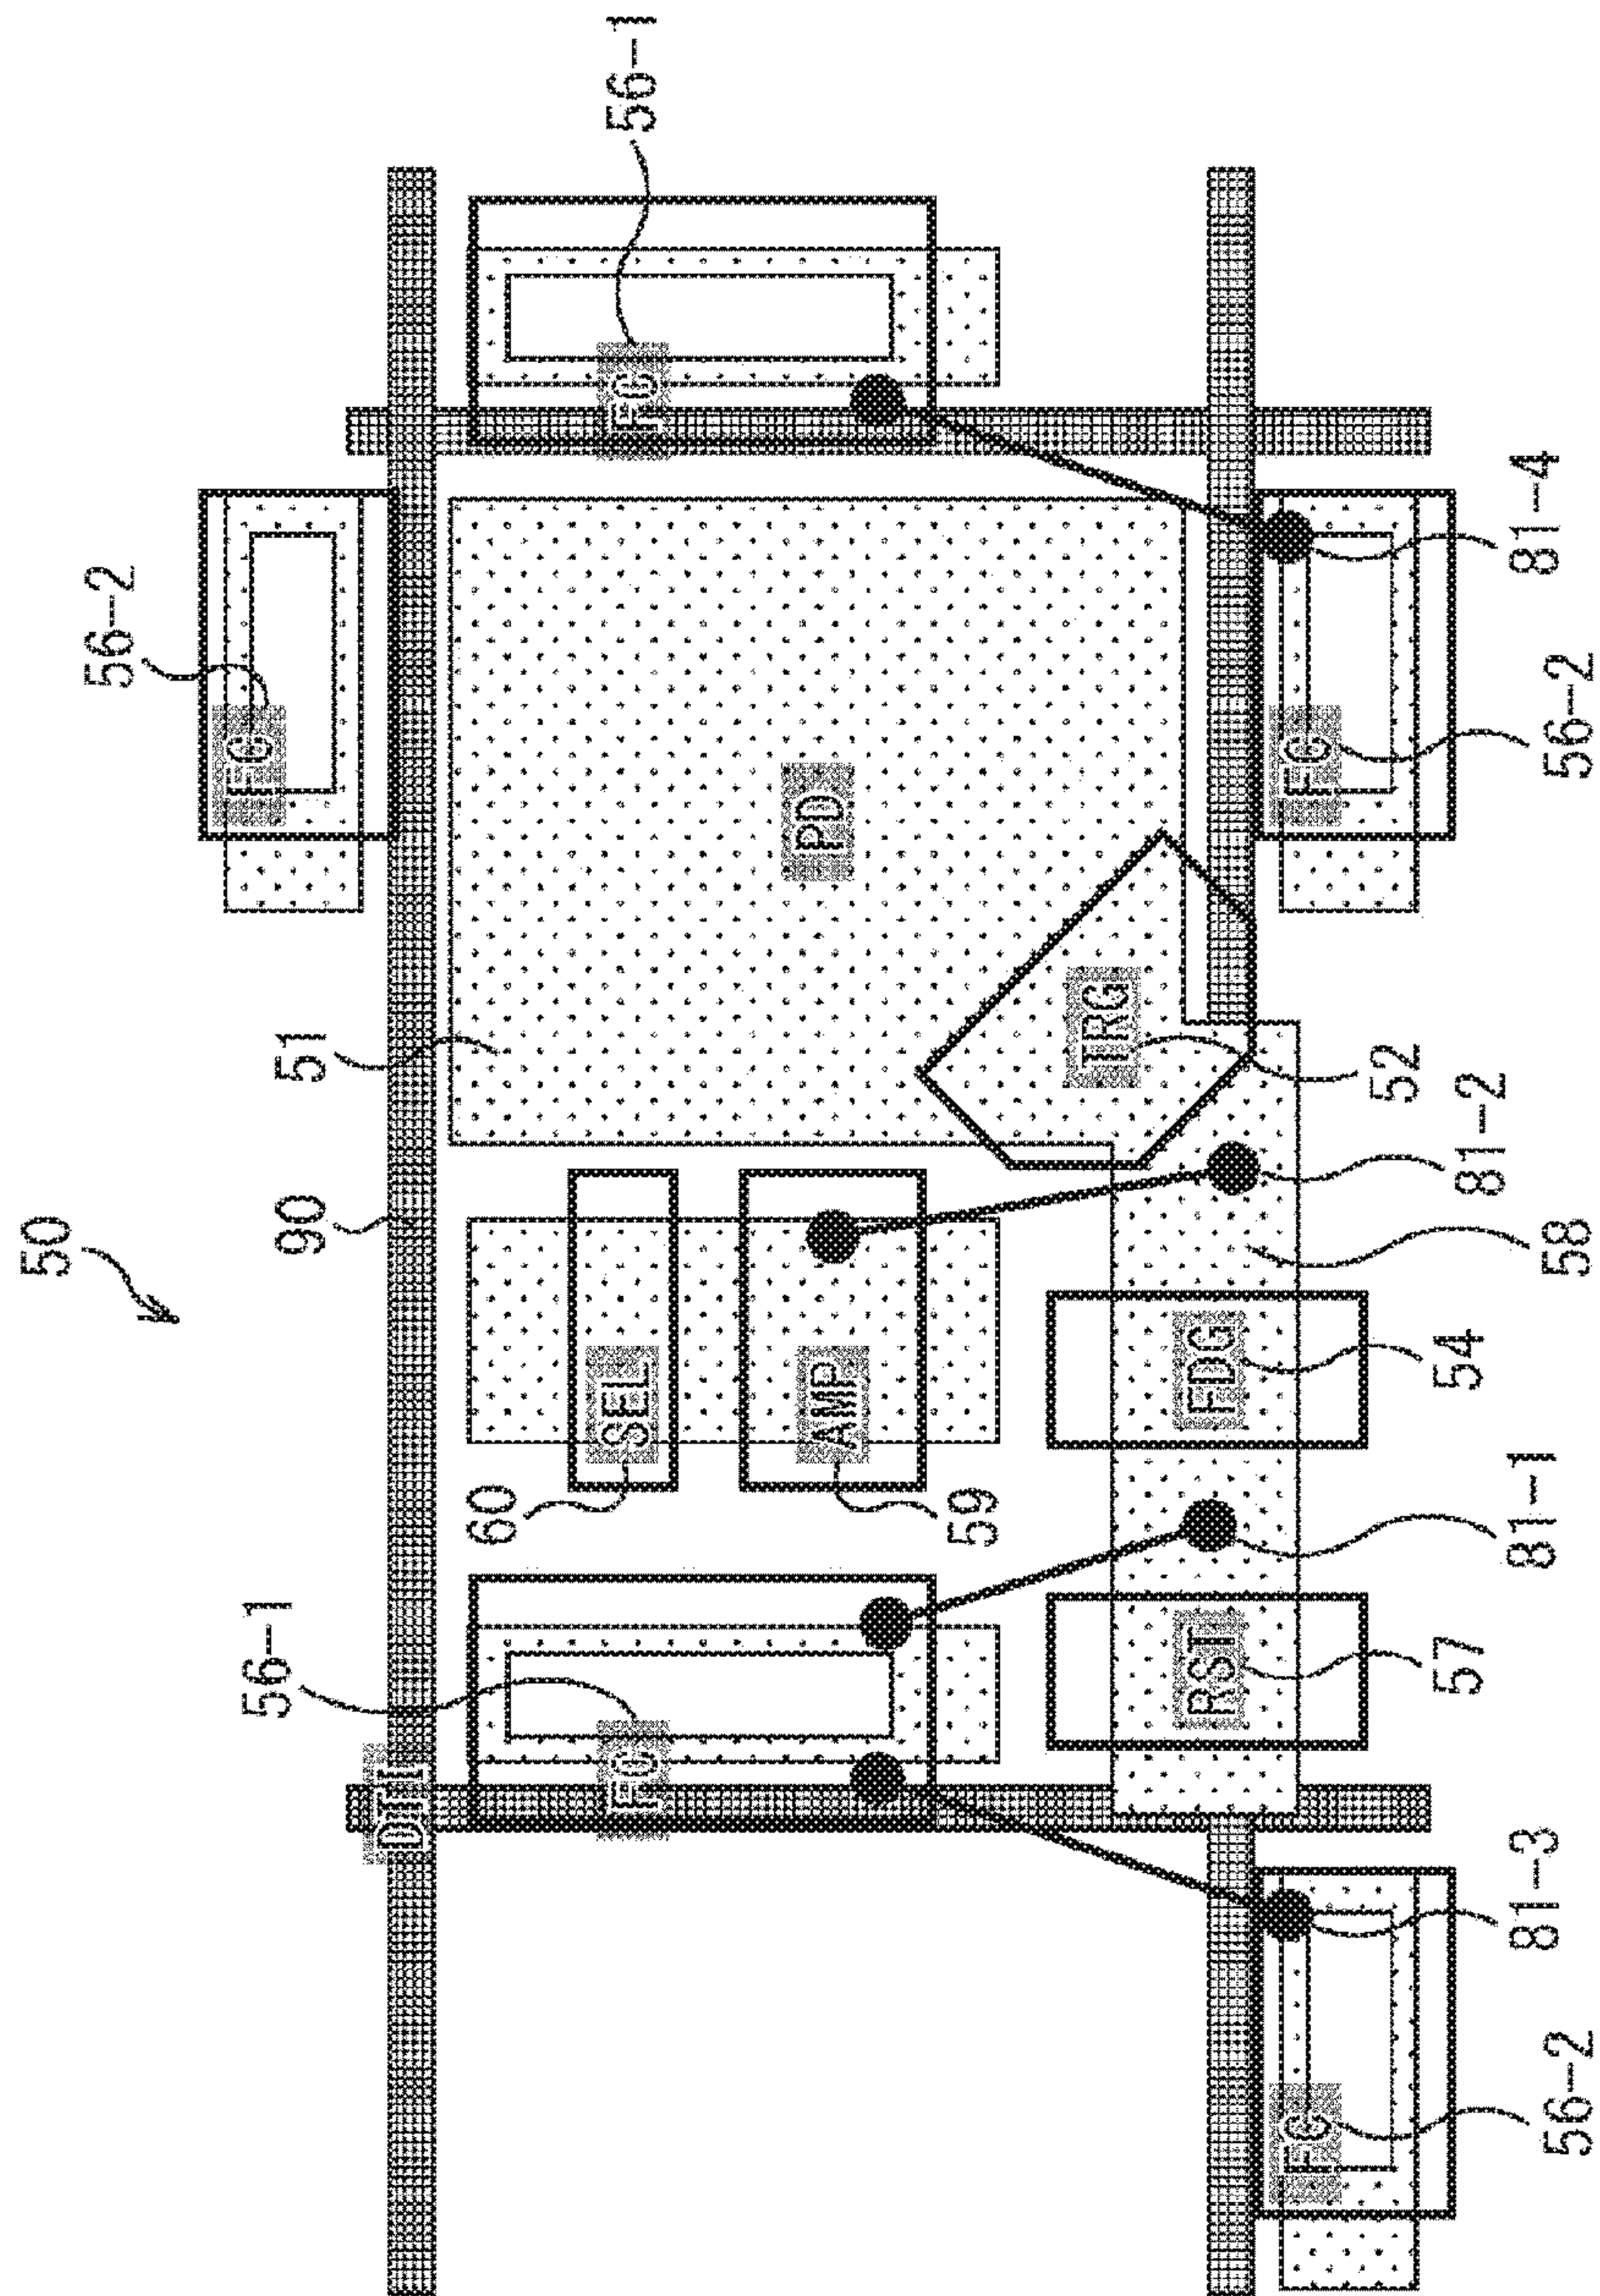 50
56-2
FC
56-1
90
51
DTI
60
FC
SEL
FC
56-1
AMP
PD
59
TRG
RST
FDG
FC
FC
52
57
54
81-2
81-3
81-1
81-4
56-2
58
56-2